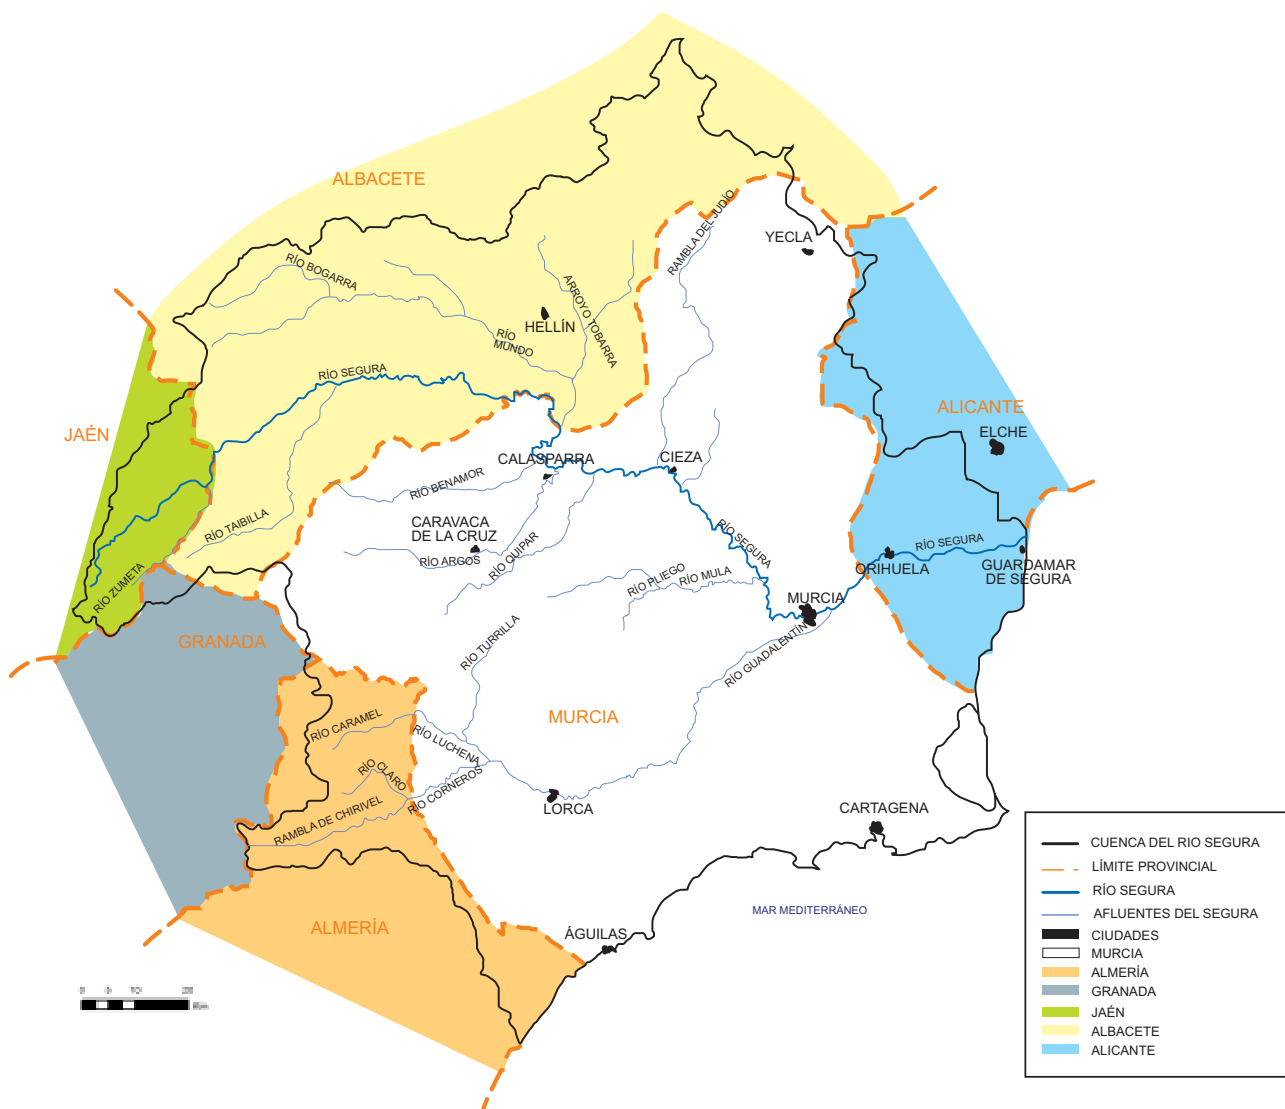 ALBACETE
RAMBLA DEL JUDÍO
YECLA
RÍO BOGARRA
ARROYO TOBARRA
HELLÍN
RÍO
MUNDO
RÍO SEGURA
JAÉN
ALICANTE
ELCHE
CALASPARRA
CIEZA
RÍO BENAMOR
CARAVACA
DE LA CRUZ
RÍO TAIBILLA
RÍO ARGOS
RÍO QUIPAR
RÍO SEGURA
RÍO SEGURA
ORIHUELA
GUARDAMAR
DE SEGURA
RÍO ZUMETA
RÍO PLIEGO
RÍO MULA
MURCIA
GRANADA
RÍO TURRILLA
RÍO GUADALENTÍN
MURCIA
RÍO CARAMEL
RÍO LUCHENA
RÍO CLARO
RÍO CORNEROS
RAMBLA DE CHIRIVEL
LORCA
CARTAGENA
ALMERÍA
ÁGUILAS
MAR MEDITERRÁNEO
CUENCA DEL RIO SEGURA
LÍMITE PROVINCIAL
RÍO SEGURA
AFLUENTES DEL SEGURA
CIUDADES
MURCIA
ALMERÍA
GRANADA
JAÉN
ALBACETE
ALICANTE